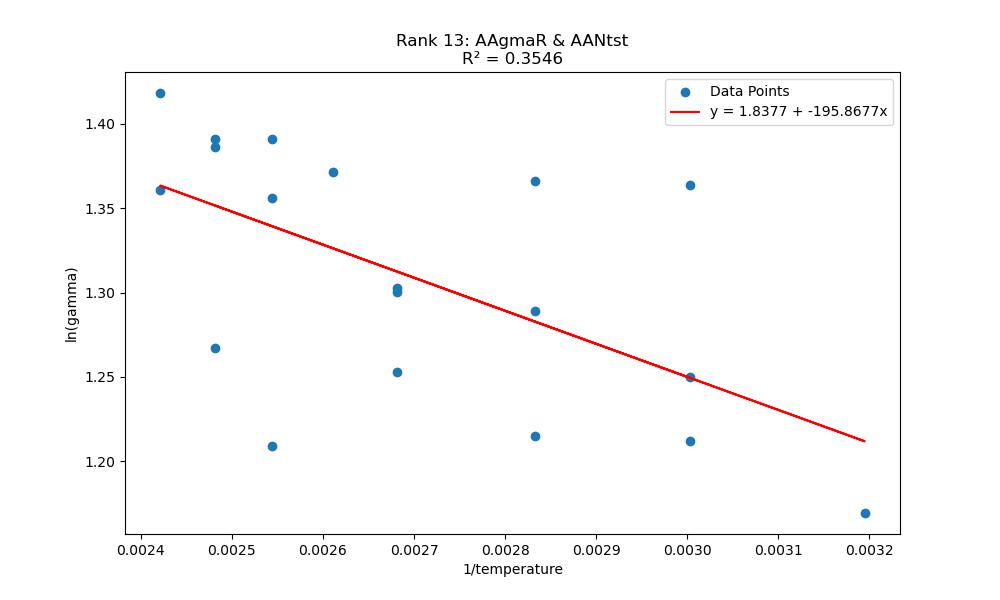 Rank 13: AAgmaR & AANtst
R² = 0.3546
Data Points
y = 1.8377 + -195.8677x
1.40
1.35
1.30
1.25
1.20
ln(gamma)
0.0024 0.0025 0.0026 0.0027 0.0028 0.0029 0.0030 0.0031 0.0032
1/temperature